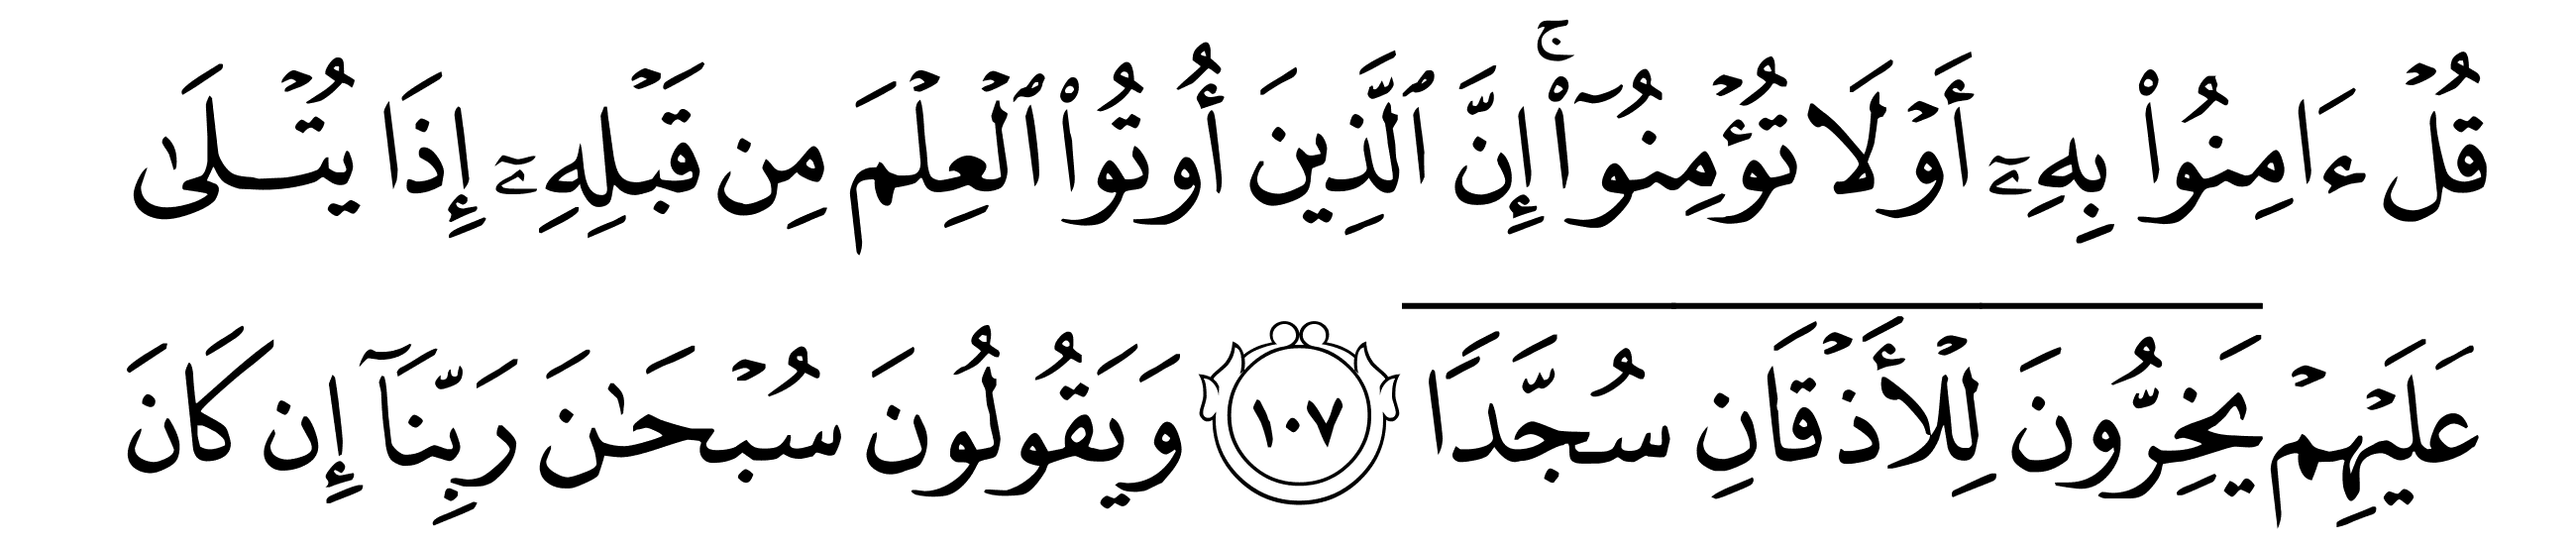 قُلۡ ءَامِنُواْ بِهِۦٓ أَوۡ لَا تُؤۡمِنُوٓاْۚ إِنَّ ٱلَّذِينَ أُوتُواْ ٱلۡعِلۡمَ مِن قَبۡلِهِۦٓ إِذَا يُتۡلَىٰ
عَلَيۡهِمۡ يَخِرُّونَ لِلۡأَذۡقَانِ سُجَّدٗا ١٠٧ وَيَقُولُونَ سُبۡحَٰنَ رَبِّنَآ إِن كَانَ